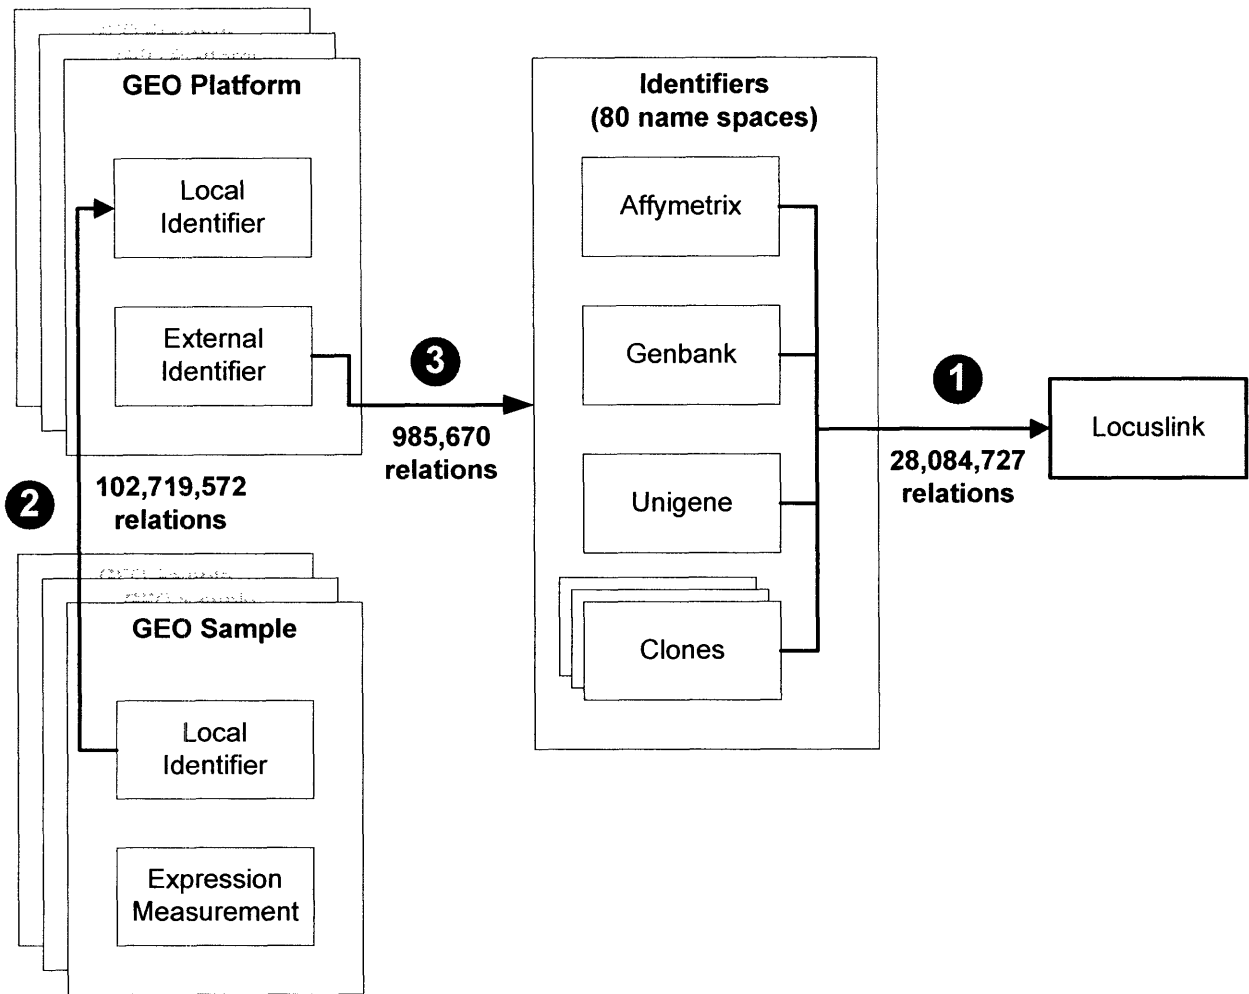 GEO Platform
Local
Identifier
External
Identifier
102,719,572
relations
2
GEO Sample
Local
Identifier
Expression
Measurement
3
985,670
relations
Identifiers
(80 name spaces)
Affymetrix
Genbank
Unigene
Clones
1
28,084,727
relations
Locuslink